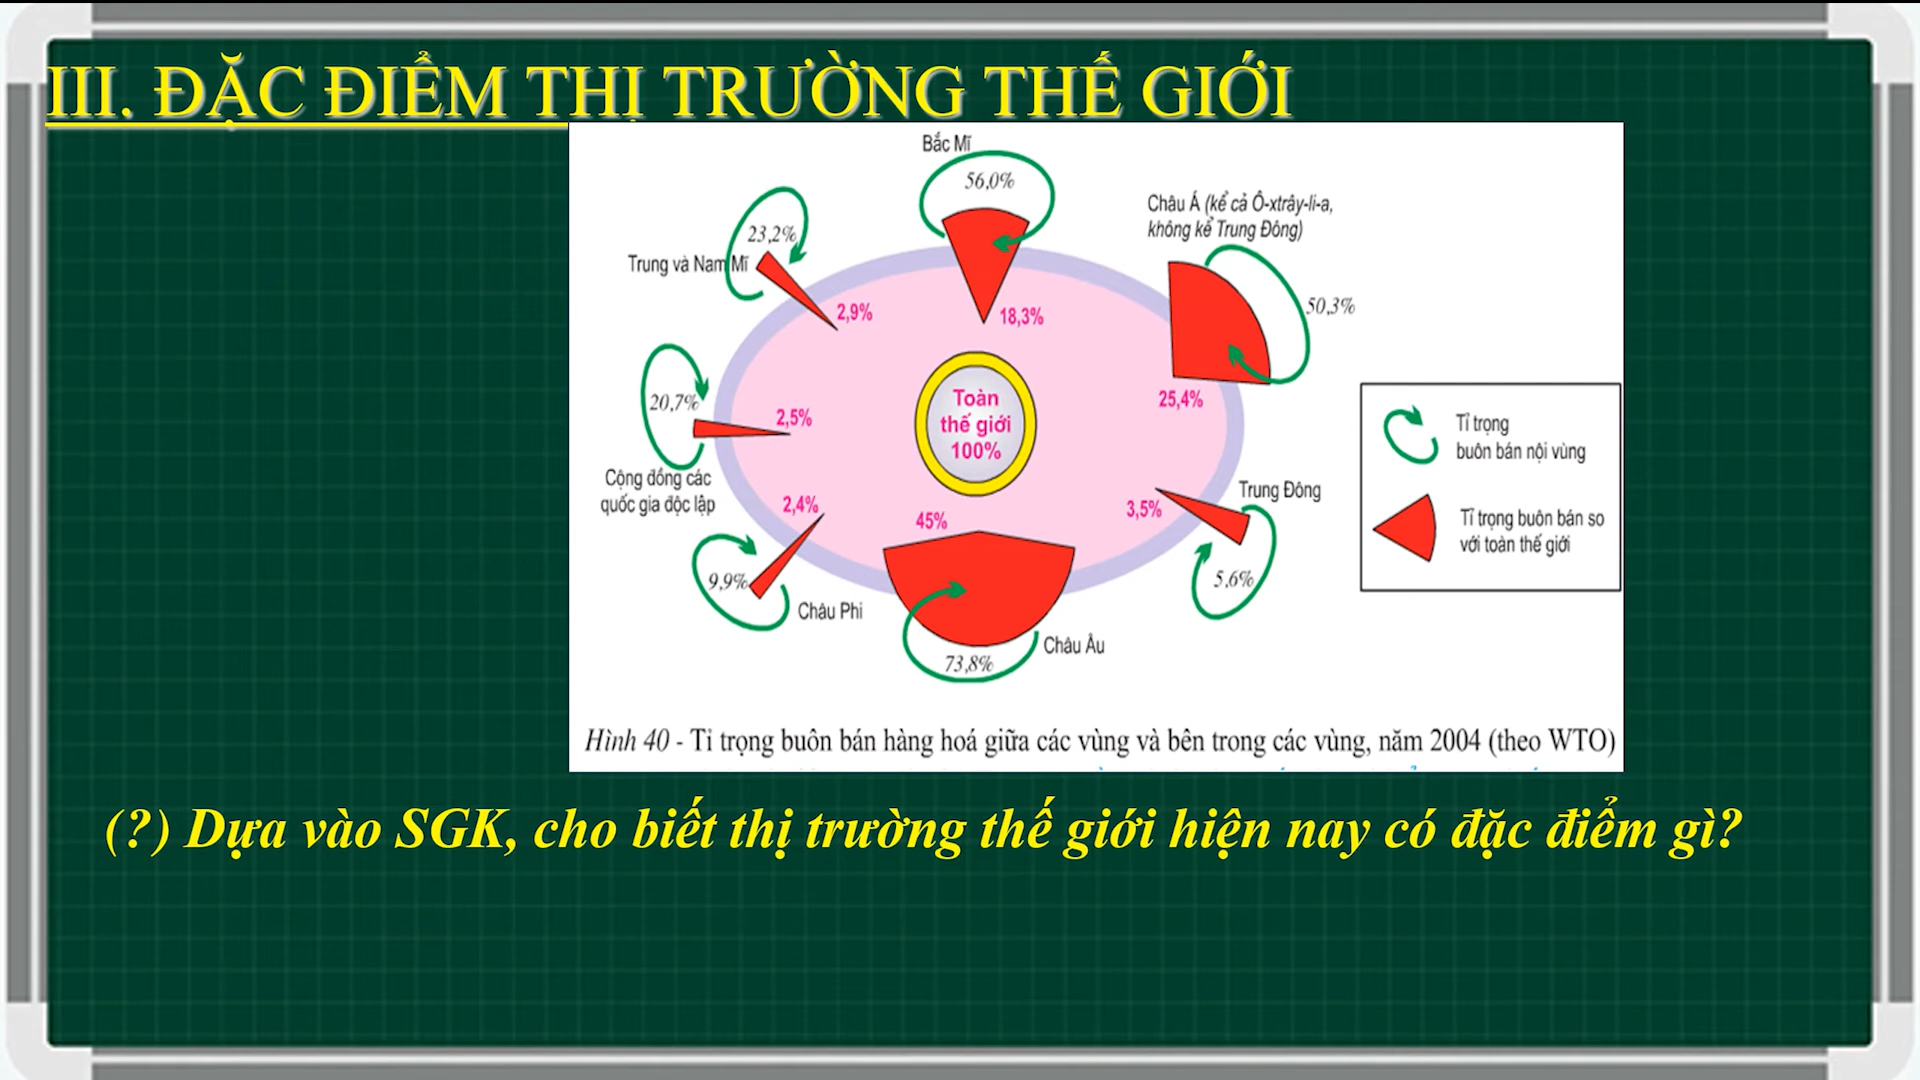 III. ĐẶC ĐIỂM THỊ TRƯỜNG THẾ GIỚI
Bắc Mĩ
56,0%
Châu Á (kể cả Ô-xtrây-li-a,
không kể Trung Đông)
23,2%
Trung và Nam Mĩ
2,9%
18,3%
50,3%
25,4%
20,7%
2,5%
Toàn
thế giới
100%
Tỉ trọng
buôn bán nội vùng
Cộng đồng các
quốc gia độc lập
2,4%
45%
3,5%
Trung Đông
Tỉ trọng buôn bán so
với toàn thế giới
9,9%
Châu Phi
5,6%
Châu Âu
73,8%
Hình 40 - Tỉ trọng buôn bán hàng hoá giữa các vùng và bên trong các vùng, năm 2004 (theo WTO)
(?) Dựa vào SGK, cho biết thị trường thế giới hiện nay có đặc điểm gì?